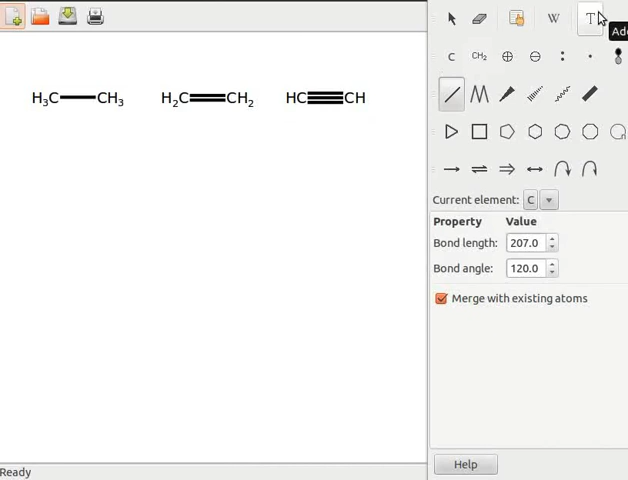 W T
Add
C CH2
H3C CH3 H2C CH2 HC CH
Current element: C
Property Value
Bond length: 207.0
Bond angle: 120.0
Merge with existing atoms
Help
Ready